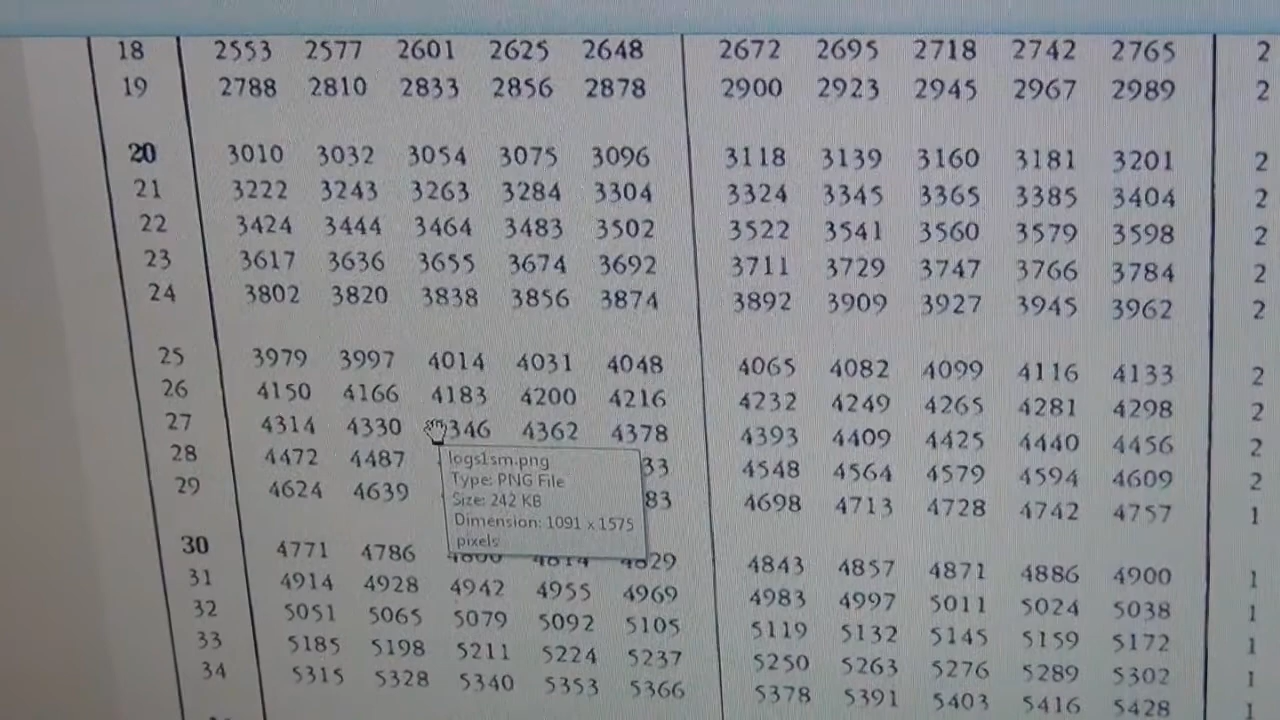 18 2553 2577 2601 2625 2648 2672 2695 2718 2742 2765 2
19 2788 2810 2833 2856 2878 2900 2923 2945 2967 2989 2
20 3010 3032 3054 3075 3096 3118 3139 3160 3181 3201 2
21 3222 3243 3263 3284 3304 3324 3345 3365 3385 3404 2
22 3424 3444 3464 3483 3502 3522 3541 3560 3579 3598 2
23 3617 3636 3655 3674 3692 3711 3729 3747 3766 3784 2
24 3802 3820 3838 3856 3874 3892 3909 3927 3945 3962 2
25 3979 3997 4014 4031 4048 4065 4082 4099 4116 4133 2
26 4150 4166 4183 4200 4216 4232 4249 4265 4281 4298 2
27 4314 4330 346 4362 4378 4393 4409 4425 4440 4456 2
28 4472 4487 33 4548 4564 4579 4594 4609 2
29 4624 4639 83 4698 4713 4728 4742 4757 1
logs1sm.png
Type: PNG File
Size: 242 KB
Dimension: 1091 x 1575
pixels
30 4771 4786 4829 4843 4857 4871 4886 4900 1
31 4914 4928 4942 4955 4969 4983 4997 5011 5024 5038 1
32 5051 5065 5079 5092 5105 5119 5132 5145 5159 5172 1
33 5185 5198 5211 5224 5237 5250 5263 5276 5289 5302 1
34 5315 5328 5340 5353 5366 5378 5391 5403 5416 5428 1